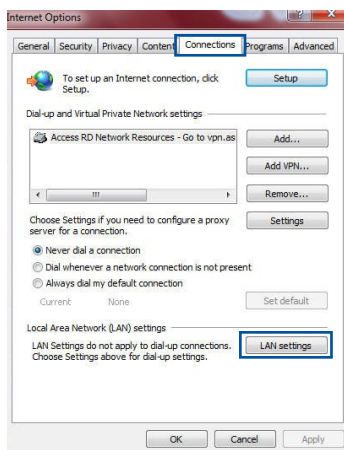 Internet Options
General Security Privacy Content Connections Programs Advanced
To set up an Internet connection, click Setup.
Setup
Dial-up and Virtual Private Network settings
Access RD Network Resources - Go to vpn.as
Add...
Add VPN...
Remove...
Choose Settings if you need to configure a proxy
server for a connection.
Settings
Never dial a connection
Dial whenever a network connection is not present
Always dial my default connection
Current None
Set default
Local Area Network (LAN) settings
LAN Settings do not apply to dial-up connections.
Choose Settings above for dial-up settings.
LAN settings
OK Cancel Apply